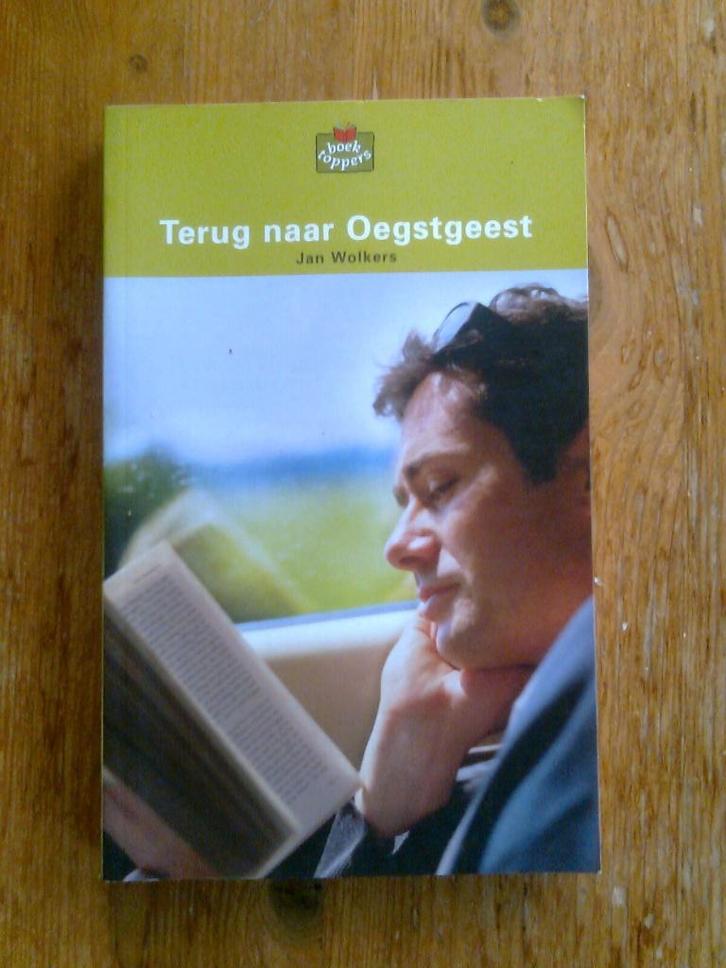 boek
toppers
Terug naar Oegstgeest
Jan Wolkers